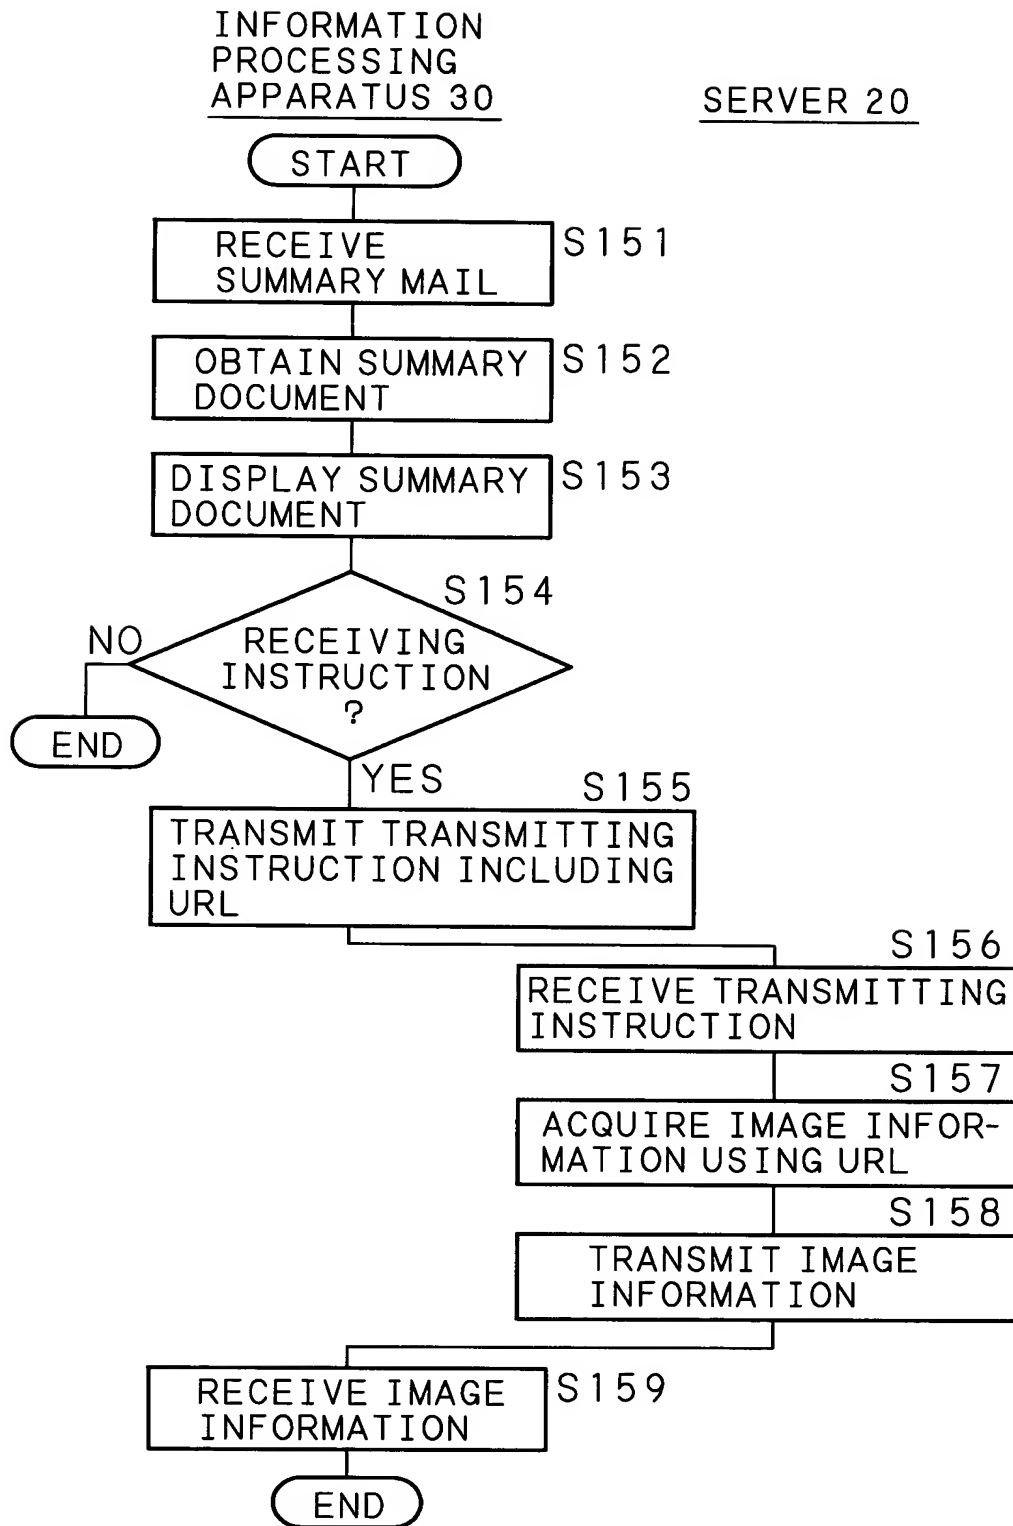 INFORMATION
PROCESSING
APPARATUS 30
SERVER 20
START
RECEIVE
SUMMARY MAIL
S151
OBTAIN SUMMARY
DOCUMENT
S152
DISPLAY SUMMARY
DOCUMENT
S153
S154
RECEIVING
INSTRUCTION
?
NO
END
YES
S155
TRANSMIT TRANSMITTING
INSTRUCTION INCLUDING
URL
S156
RECEIVE TRANSMITTING
INSTRUCTION
S157
ACQUIRE IMAGE INFOR-
MATION USING URL
S158
TRANSMIT IMAGE
INFORMATION
RECEIVE IMAGE
INFORMATION
S159
END